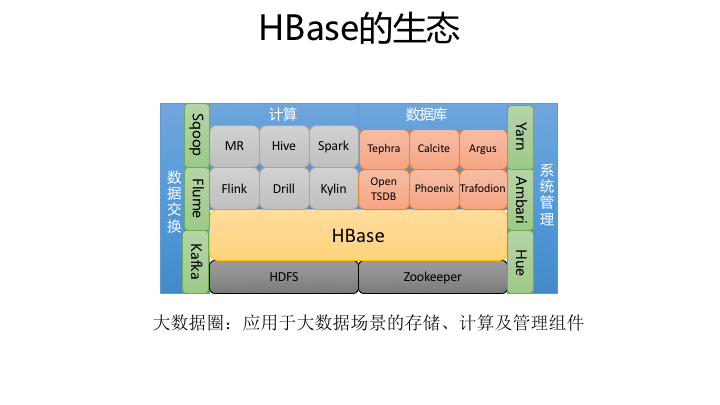 HBase的生态
计算
数据库
数据交换
Sqoop
Flume
Kafka
MR
Hive
Spark
Tephra
Calcite
Argus
Flink
Drill
Kylin
Open
TSDB
Phoenix
Trafodion
HBase
HDFS
Zookeeper
Yarn
Ambari
Hue
系统管理
大数据圈：应用于大数据场景的存储、计算及管理组件